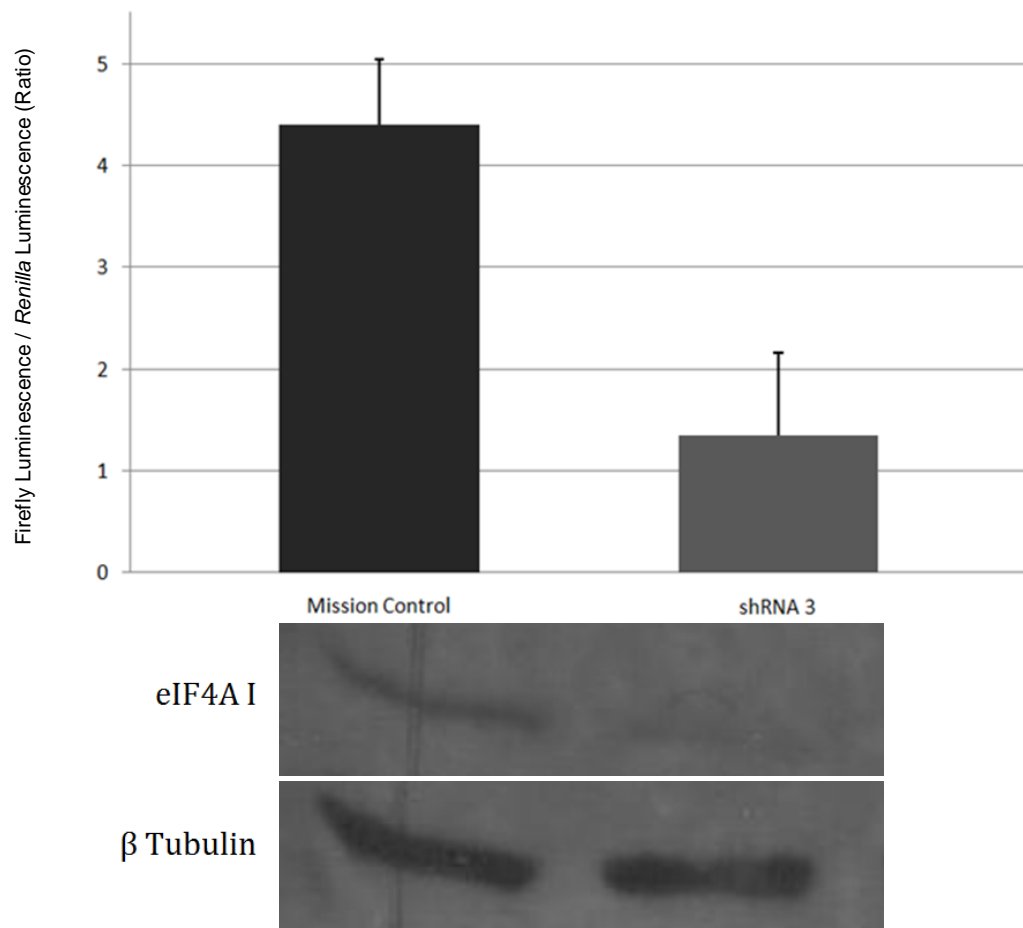 Firefly Luminescence / Renilla Luminescence (Ratio)
5
4
3
2
1
0
Mission Control shRNA 3
eIF4A I
β Tubulin